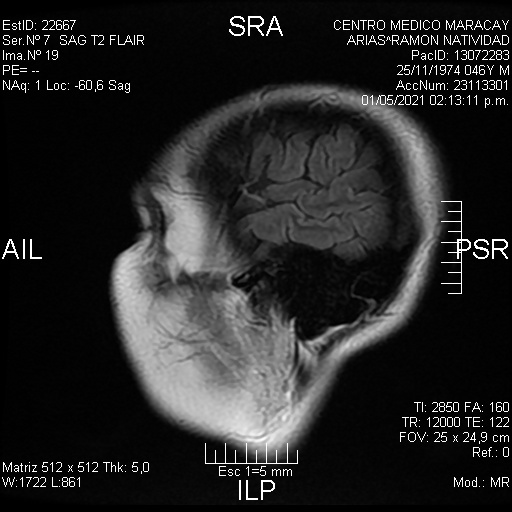 EstID: 22667
Ser.Nº 7 SAG T2 FLAIR
Ima.Nº 19
PE= --
NAq: 1 Loc: -60,6 Sag
SRA
CENTRO MEDICO MARACAY
ARIAS^RAMON NATIVIDAD
PacID: 13072283
25/11/1974 046Y M
AccNum: 23113301
01/05/2021 02:13:11 p.m.
AIL
PSR
TI: 2850 FA: 160
TR: 12000 TE: 122
FOV: 25 x 24,9 cm
Ref.: 0
Matriz 512 x 512 Thk: 5,0
W:1722 L:861
Esc 1=5 mm
ILP
Mod.: MR